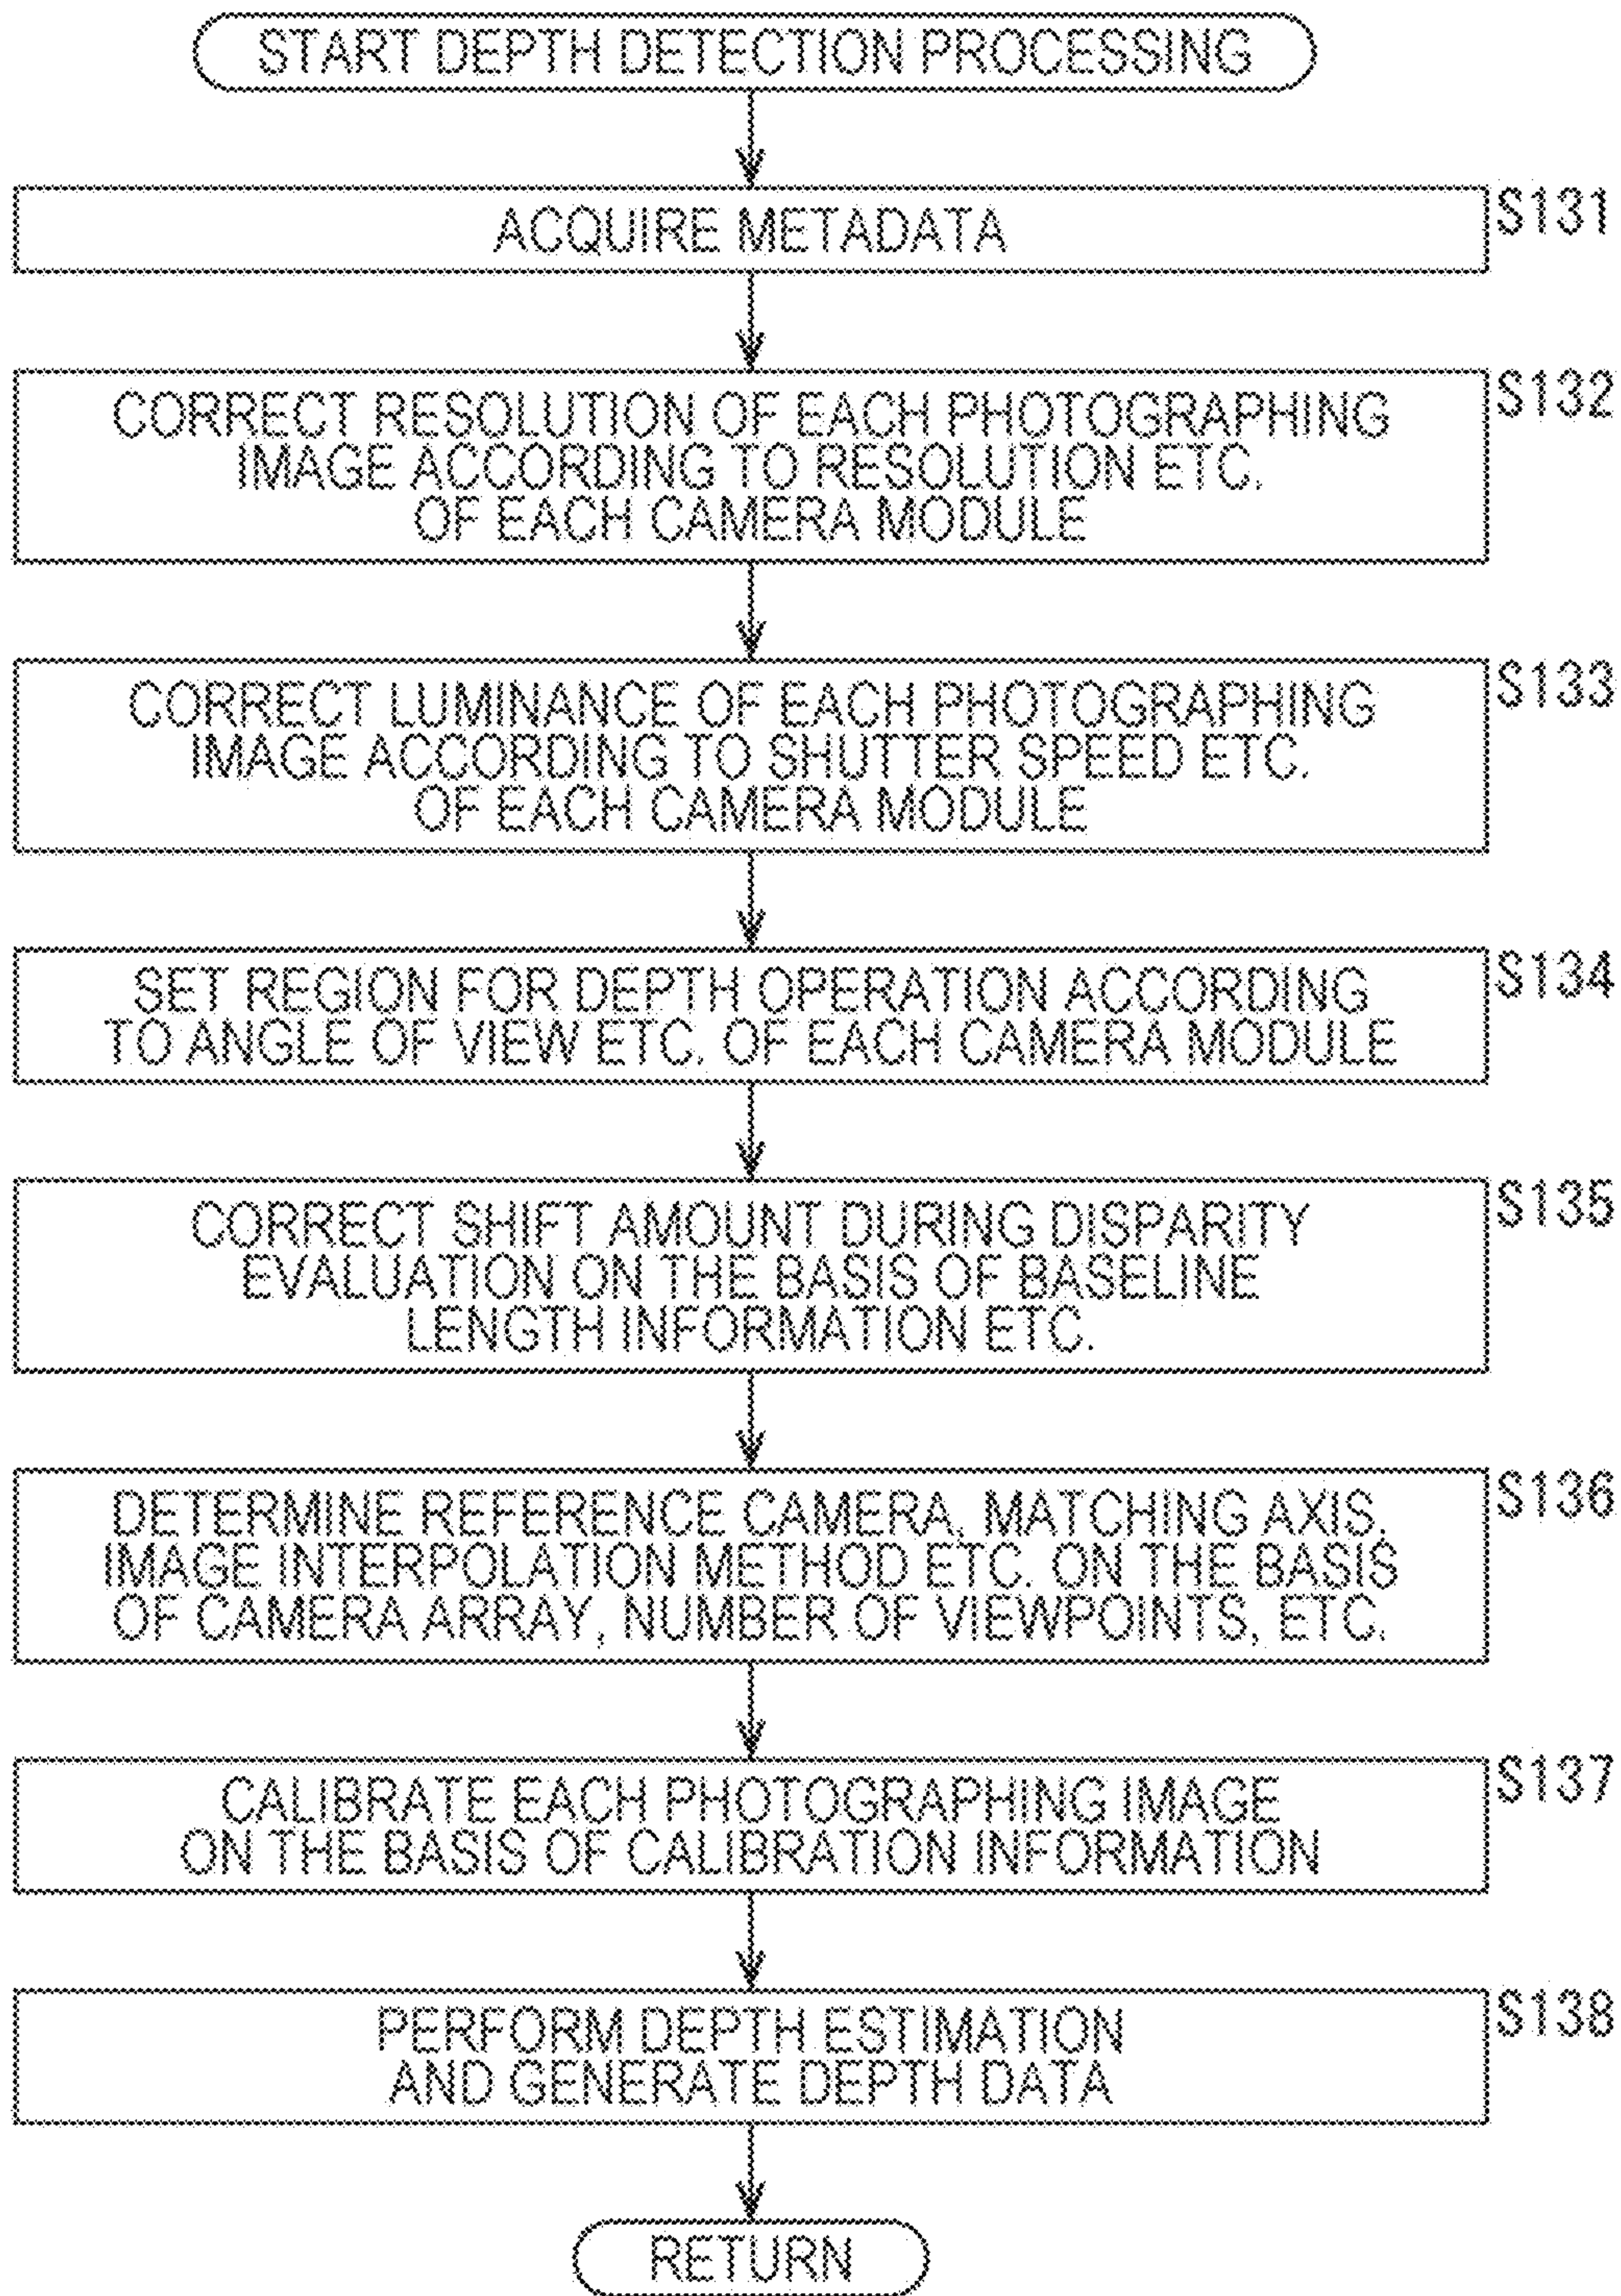 START DEPTH DETECTION PROCESSING
ACQUIRE METADATA
S131
CORRECT RESOLUTION OF EACH PHOTOGRAPHING
IMAGE ACCORDING TO RESOLUTION ETC.
OF EACH CAMERA MODULE
S132
CORRECT LUMINANCE OF EACH PHOTOGRAPHING
IMAGE ACCORDING TO SHUTTER SPEED ETC.
OF EACH CAMERA MODULE
S133
SET REGION FOR DEPTH OPERATION ACCORDING
TO ANGLE OF VIEW ETC. OF EACH CAMERA MODULE
S134
CORRECT SHIFT AMOUNT DURING DISPARITY
EVALUATION ON THE BASIS OF BASELINE
LENGTH INFORMATION ETC.
S135
DETERMINE REFERENCE CAMERA, MATCHING AXIS,
IMAGE INTERPOLATION METHOD ETC. ON THE BASIS
OF CAMERA ARRAY, NUMBER OF VIEWPOINTS, ETC.
S136
CALIBRATE EACH PHOTOGRAPHING IMAGE
ON THE BASIS OF CALIBRATION INFORMATION
S137
PERFORM DEPTH ESTIMATION
AND GENERATE DEPTH DATA
S138
RETURN